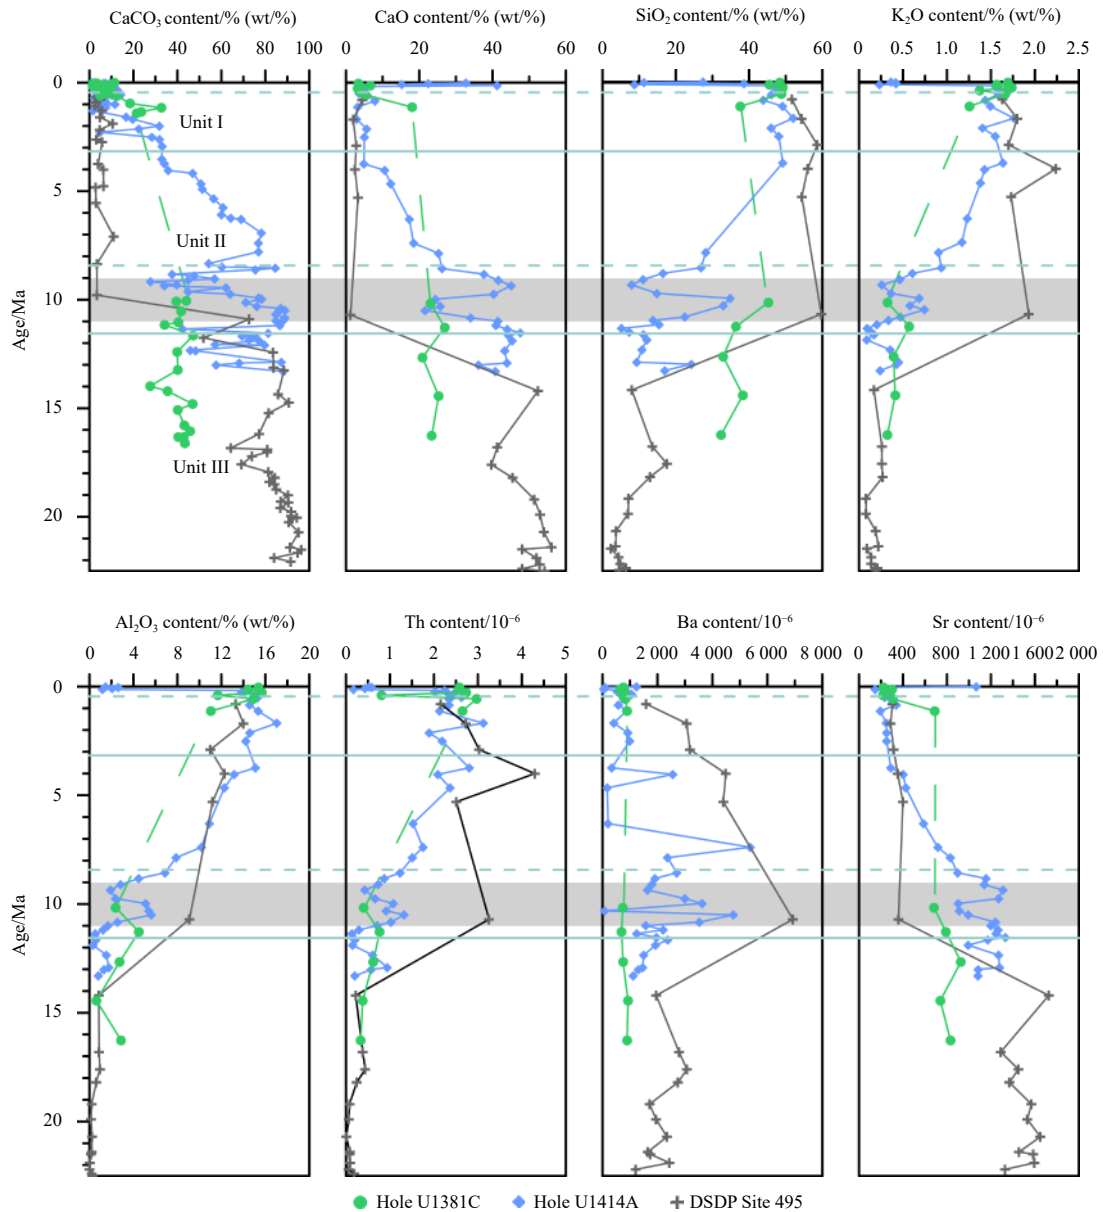 CaCO₃ content/% (wt/%) CaO content/% (wt/%) SiO₂ content/% (wt/%) K₂O content/% (wt/%)
0 20 40 60 80 100 0 20 40 60 0 20 40 60 0 0.5 1.0 1.5 2.0 2.5
0
Unit I
5
Unit II
10
Age/Ma
15
Unit III
20
Al₂O₃ content/% (wt/%) Th content/10⁻⁶ Ba content/10⁻⁶ Sr content/10⁻⁶
0 4 8 12 16 20 0 1 2 3 4 5 0 2 000 4 000 6 000 8 000 0 400 800 1 200 1 600 2 000
0
5
10
Age/Ma
15
20
Hole U1381C Hole U1414A DSDP Site 495